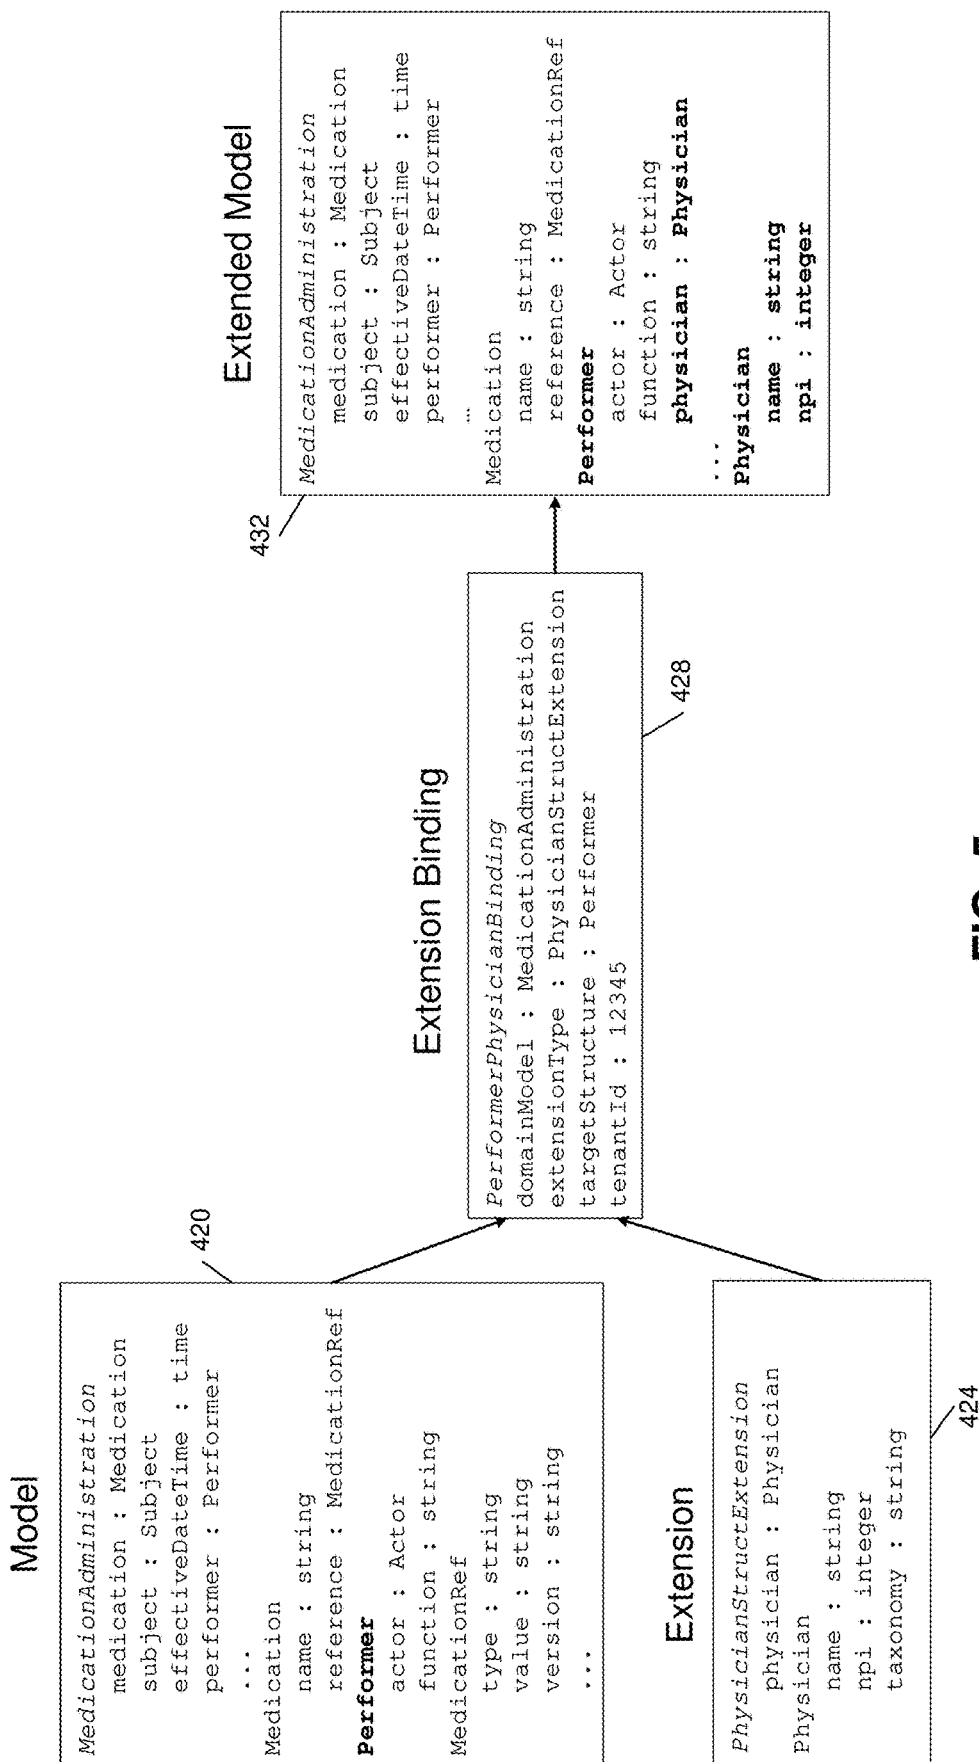 Model
420
MedicationAdministration
medication : Medication
subject : Subject
effectiveDateTime : time
performer : Performer
...
Medication
name : string
reference : MedicationRef
Performer
actor : Actor
function : string
MedicationRef
type : string
value : string
version : string
...
Extension
PhysicianStructExtension
physician : Physician
Physician
name : string
npi : integer
taxonomy : string
424
Extension Binding
PerformerPhysicianBinding
domainModel : MedicationAdministration
extensionType : PhysicianStructExtension
targetStructure : Performer
tenantId : 12345
428
Extended Model
432
MedicationAdministration
medication : Medication
subject : Subject
effectiveDateTime : time
performer : Performer
...
Medication
name : string
reference : MedicationRef
Performer
actor : Actor
function : string
physician : Physician
...
Physician
name : string
npi : integer